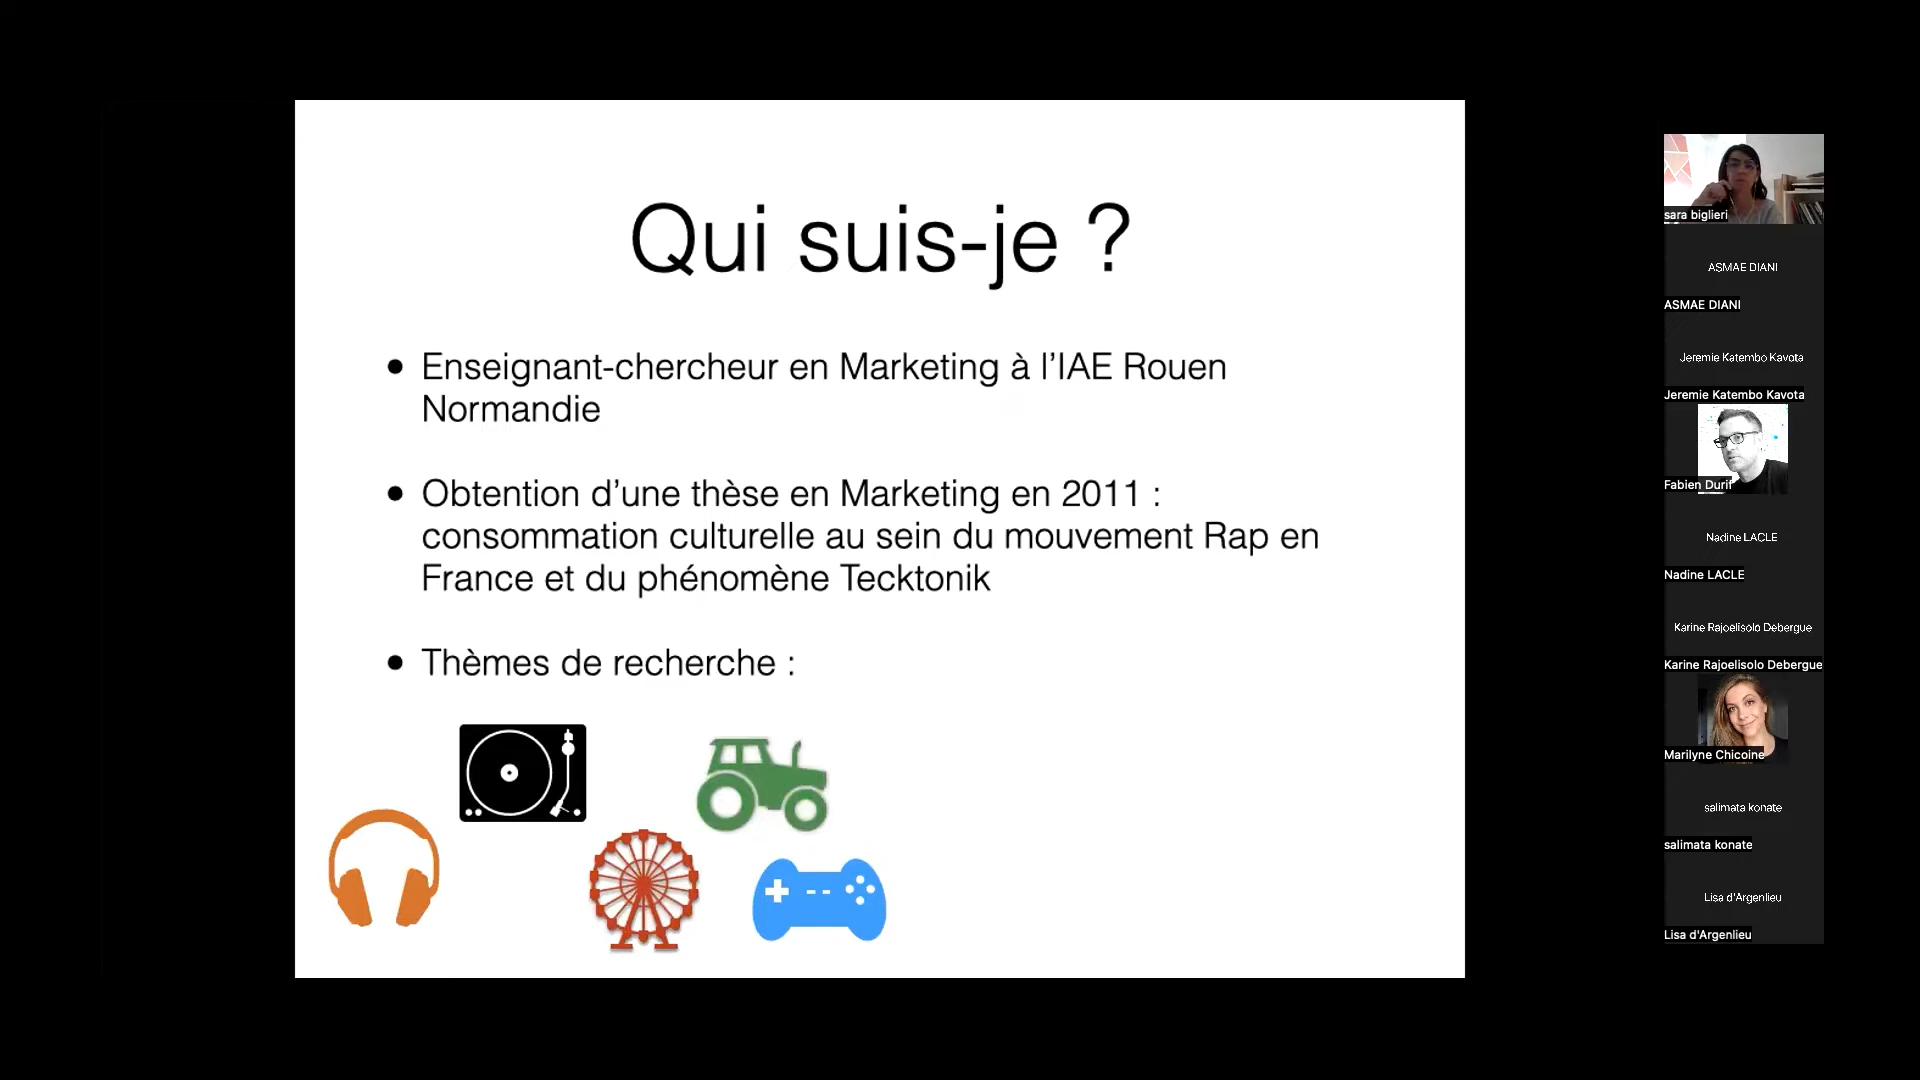 Qui suis-je ?
• Enseignant-chercheur en Marketing à l’IAE Rouen
Normandie
• Obtention d’une thèse en Marketing en 2011 :
consommation culturelle au sein du mouvement Rap en
France et du phénomène Tecktonik
• Thèmes de recherche :
sara biglieri
ASMAE DIANI
ASMAE DIANI
Jeremie Katembo Kavota
Jeremie Katembo Kavota
Fabien Durif
Nadine LACLE
Nadine LACLE
Karine Rajoelisolo Debergue
Karine Rajoelisolo Debergue
Marilyne Chicoine
salimata konate
salimata konate
Lisa d'Argenlieu
Lisa d'Argenlieu